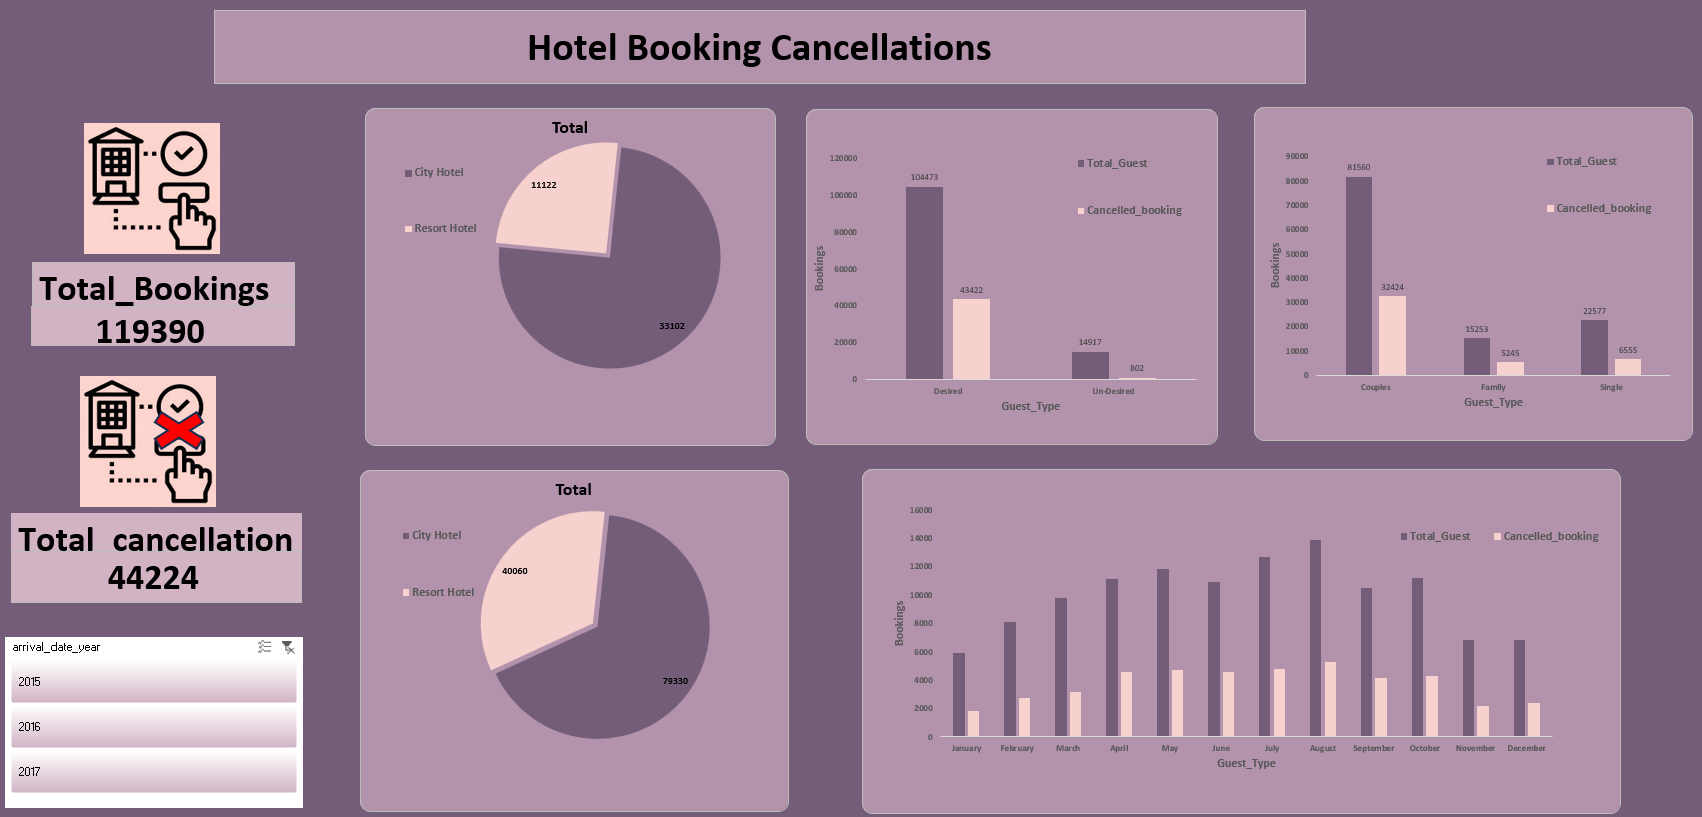 Hotel Booking Cancellations
Total_Bookings
119390
Total cancellation
44224
arrival_date_year
2015
2016
2017
Total
City Hotel
Resort Hotel
11122
33102
120000
100000
80000
60000
40000
20000
0
Bookings
104473
43422
14917
802
Total_Guest
Cancelled_booking
Desired
Un-Desired
Guest_Type
90000
80000
70000
60000
50000
40000
30000
20000
10000
0
Bookings
81560
32424
15253
5245
22577
6555
Total_Guest
Cancelled_booking
Couples
Family
Single
Guest_Type
Total
City Hotel
Resort Hotel
40060
79330
16000
14000
12000
10000
8000
6000
4000
2000
0
Bookings
Total_Guest
Cancelled_booking
January
February
March
April
May
June
July
August
September
October
November
December
Guest_Type